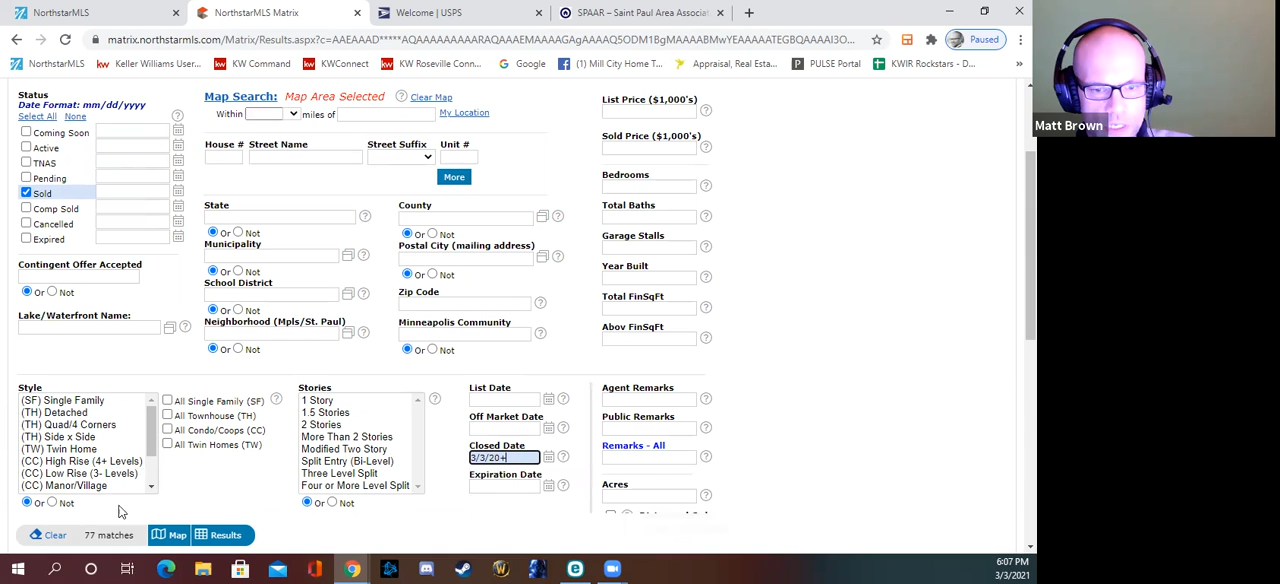 NorthstarMLS
NorthstarMLS Matrix
Welcome | USPS
SPAAR – Saint Paul Area Associat
Paused
matrix.northstarmls.com/Matrix/Results.aspx?c=AAEAAAD*****AQAAAAAAAAARAQAAAEMAAAAGAgAAAAQ5ODM1BgMAAAABMwYEAAAAATEGBQAAAAI3O...
NorthstarMLS
Keller Williams User...
KW Command
KWConnect
KW Roseville Conn...
Google
(Mill City Home T...
Appraisal, Real Esta...
PULSE Portal
KWIR Rockstars - D...
»
Status
Date Format: mm/dd/yyyy
Select All None
Coming Soon
Active
TNAS
Pending
Sold
Comp Sold
Cancelled
Expired
Contingent Offer Accepted
Or Not
Lake/Waterfront Name:
Map Search: Map Area Selected Clear Map
Within miles of My Location
House # Street Name Street Suffix Unit #
More
State
Or Not
Municipality
Or Not
School District
Or Not
Neighborhood (Mpls/St. Paul)
Or Not
County
Or Not
Postal City (mailing address)
Or Not
Zip Code
Minneapolis Community
Or Not
List Price ($1,000's)
Sold Price ($1,000's)
Bedrooms
Total Baths
Garage Stalls
Year Built
Total FinSqFt
Abov FinSqFt
Style
(SF) Single Family
(TH) Detached
(TH) Quad/4 Corners
(TH) Side x Side
(TW) Twin Home
(CC) High Rise (4+ Levels)
(CC) Low Rise (3- Levels)
(CC) Manor/Village
Or Not
All Single Family (SF)
All Townhouse (TH)
All Condo/Coops (CC)
All Twin Homes (TW)
Stories
1 Story
1.5 Stories
2 Stories
More Than 2 Stories
Modified Two Story
Split Entry (Bi-Level)
Three Level Split
Four or More Level Split
Or Not
List Date
Off Market Date
Closed Date
3/3/20+
Expiration Date
Agent Remarks
Public Remarks
Remarks - All
Acres
Clear 77 matches Map Results
6:07 PM
3/3/2021
Matt Brown